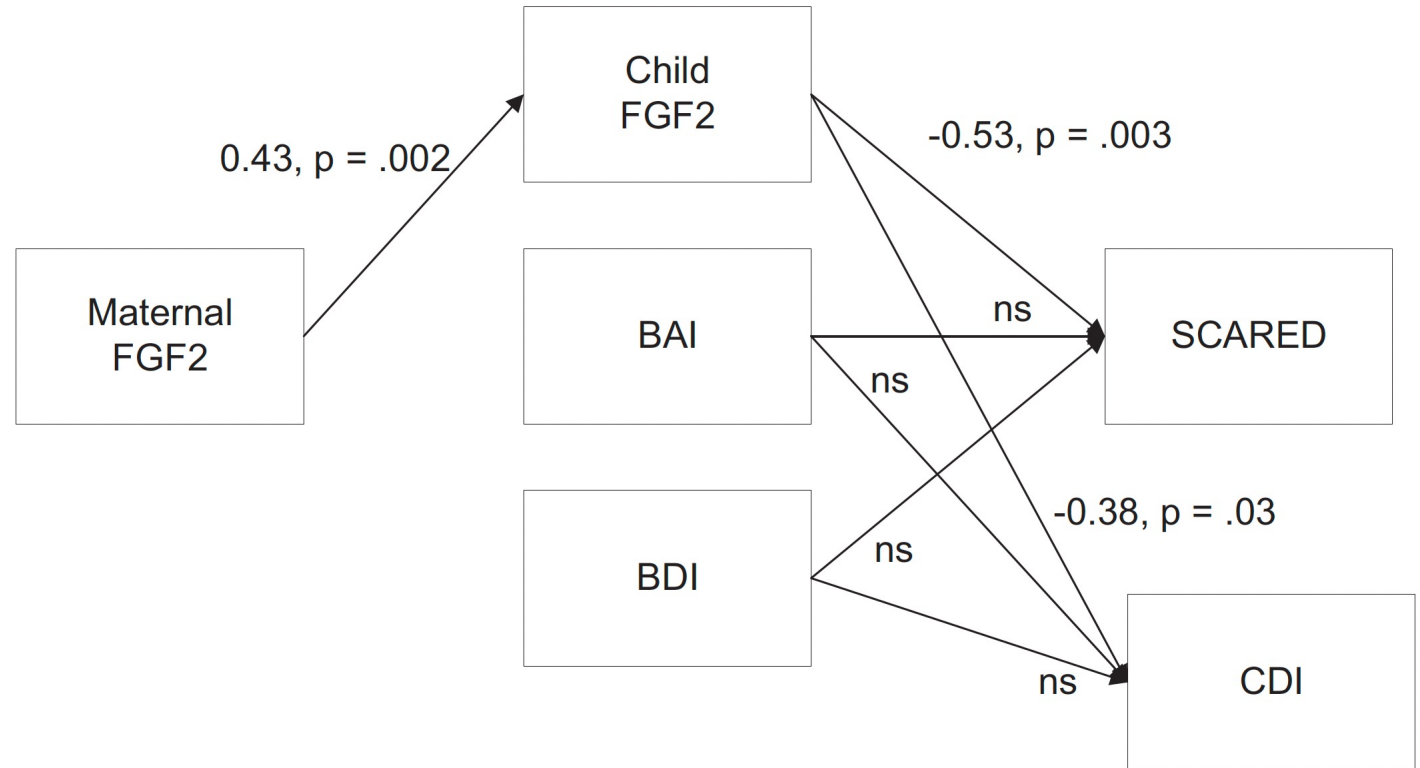 Child
FGF2
-0.53, p = .003
0.43, p = .002
Maternal
FGF2
BAI
ns
SCARED
ns
-0.38, p = .03
BDI
ns
ns
CDI